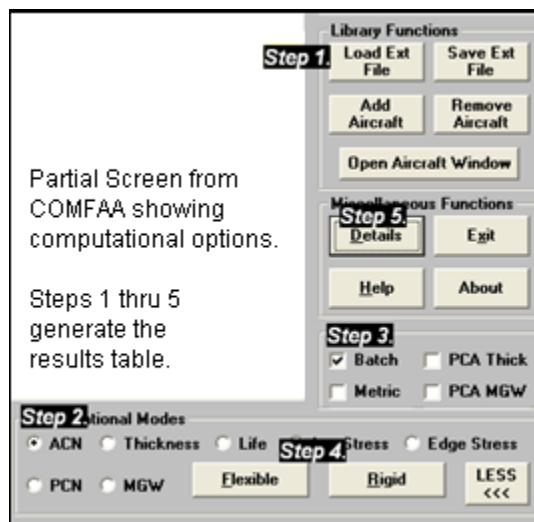 Library Functions
Step 1.
Load Ext File
Save Ext File
Add Aircraft
Remove Aircraft
Open Aircraft Window
Partial Screen from
COMFAA showing
computational options.
Steps 1 thru 5
generate the
results table.
Functions
Step 5.
Details
Exit
Help
About
Step 3.
Batch
PCA Thick
Metric
PCA MGW
Step 2.
Modes
ACN
Thickness
Life
Stress
Edge Stress
Step 4.
PCN
MGW
Flexible
Rigid
LESS
<<<